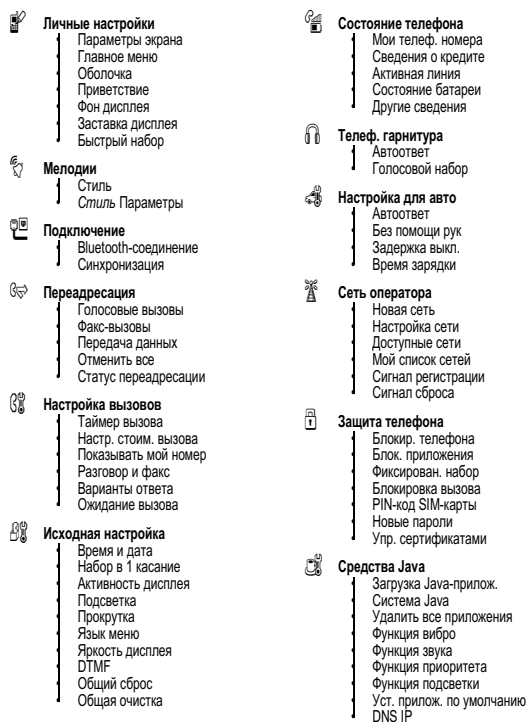 Личные настройки
Параметры экрана
Главное меню
Оболочка
Приветствие
Фон дисплея
Заставка дисплея
Быстрый набор
Мелодии
Стиль
Стиль Параметры
Подключение
Bluetooth-соединение
Синхронизация
Переадресация
Голосовые вызовы
Факс-вызовы
Передача данных
Отменить все
Статус переадресации
Настройка вызовов
Таймер вызова
Настр. стоим. вызова
Показывать мой номер
Разговор и факс
Варианты ответа
Ожидание вызова
Исходная настройка
Время и дата
Набор в 1 касание
Активность дисплея
Подсветка
Прокрутка
Язык меню
Яркость дисплея
DTMF
Общий сброс
Общая очистка
Состояние телефона
Мои телеф. номера
Сведения о кредите
Активная линия
Состояние батареи
Другие сведения
Телеф. гарнитура
Автоответ
Голосовой набор
Настройка для авто
Автоответ
Без помощи рук
Задержка выкл.
Время зарядки
Сеть оператора
Новая сеть
Настройка сети
Доступные сети
Мой список сетей
Сигнал регистрации
Сигнал сброса
Защита телефона
Блокир. телефона
Блок. приложения
Фиксирован. набор
Блокировка вызова
PIN-код SIM-карты
Новые пароли
Упр. сертификатами
Средства Java
Загрузка Java-прилож.
Система Java
Удалить все приложения
Функция вибро
Функция звука
Функция приоритета
Функция подсветки
Уст. прилож. по умолчанию
DNS IP